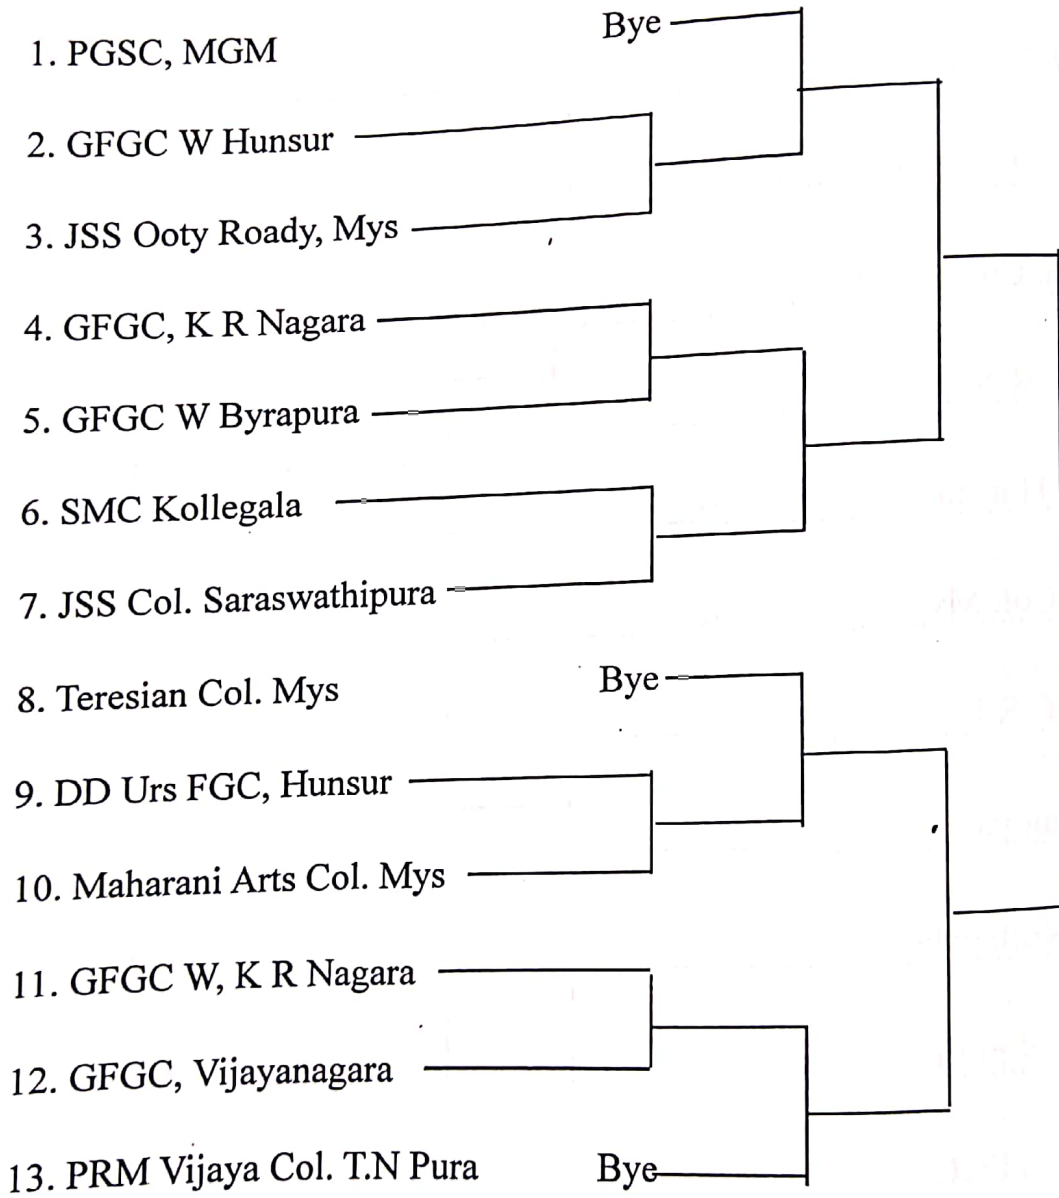 1. PGSC, MGM Bye
2. GFGC W Hunsur
3. JSS Ooty Roady, Mys
4. GFGC, K R Nagara
5. GFGC W Byrapura
6. SMC Kollegala
7. JSS Col. Saraswathipura
8. Teresian Col. Mys Bye
9. DD Urs FGC, Hunsur
10. Maharani Arts Col. Mys
11. GFGC W, K R Nagara
12. GFGC, Vijayanagara
13. PRM Vijaya Col. T.N Pura Bye